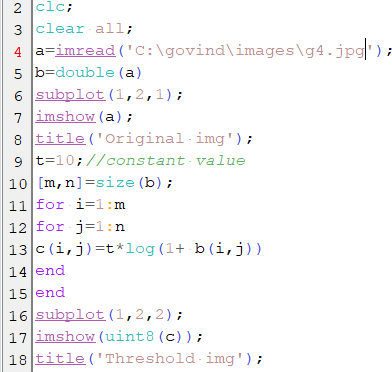 2 clc;
3 clear all;
4 a=imread('C:\govind\images\g4.jpg');
5 b=double(a)
6 subplot(1,2,1);
7 imshow(a);
8 title('Original img');
9 t=10;//constant value
10 [m,n]=size(b);
11 for i=1:m
12 for j=1:n
13 c(i,j)=t*log(1+ b(i,j))
14 end
15 end
16 subplot(1,2,2);
17 imshow(uint8(c));
18 title('Threshold img');